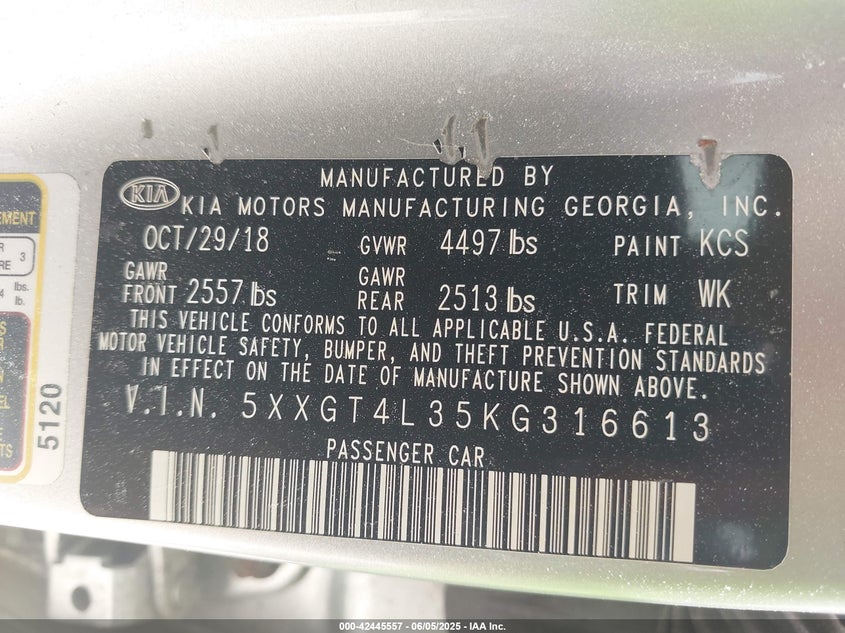 MANUFACTURED BY
KIA
KIA MOTORS MANUFACTURING GEORGIA, INC.
OCT/29/18 GVWR 4497 lbs PAINT KCS
GAWR FRONT 2557 lbs GAWR REAR 2513 lbs TRIM WK
THIS VEHICLE CONFORMS TO ALL APPLICABLE U.S.A. FEDERAL
MOTOR VEHICLE SAFETY, BUMPER, AND THEFT PREVENTION STANDARDS
IN EFFECT ON THE DATE OF MANUFACTURE SHOWN ABOVE.
V.I.N. 5XXGT4L35KG316613
PASSENGER CAR
3
lbs.
lb.
5120
000-42445557 - 06/05/2025 - IAA Inc.